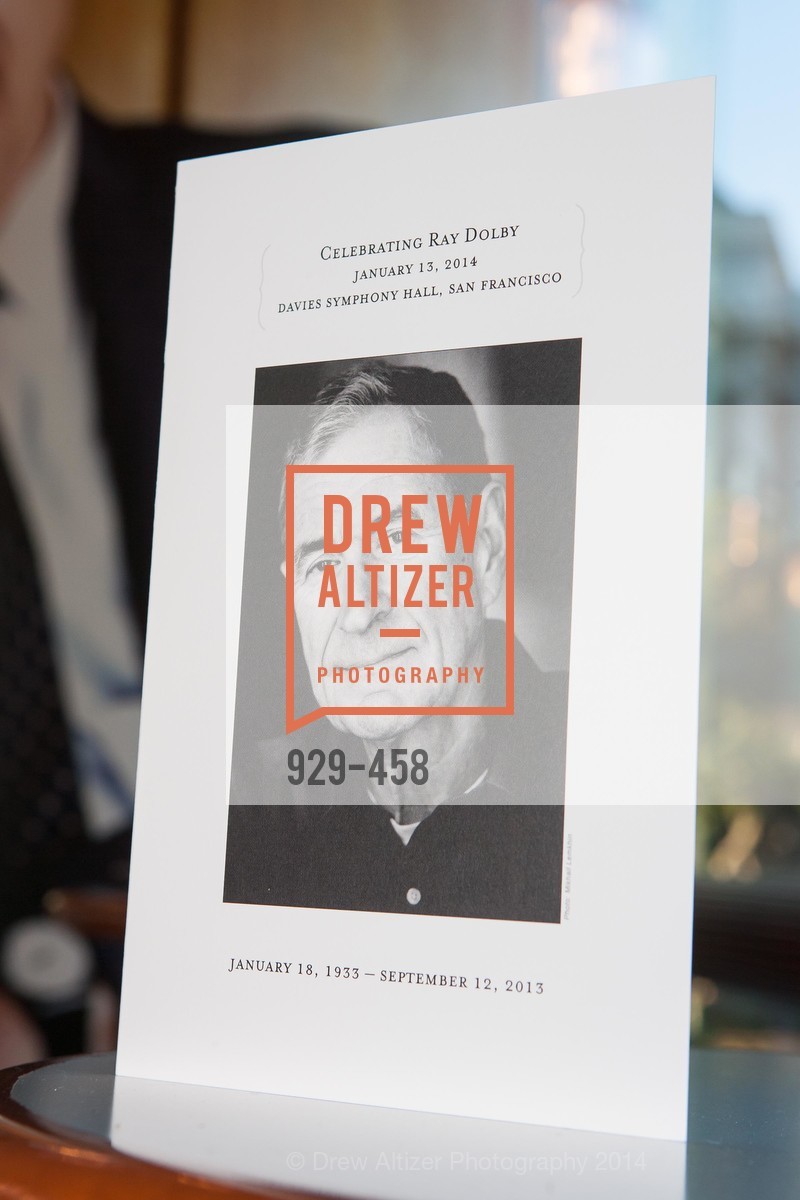 CELEBRATING RAY DOLBY
JANUARY 13, 2014
DAVIES SYMPHONY HALL, SAN FRANCISCO
DREW
ALTIZER
PHOTOGRAPHY
929-458
JANUARY 18, 1933 — SEPTEMBER 12, 2013
© Drew Altizer Photography 2014